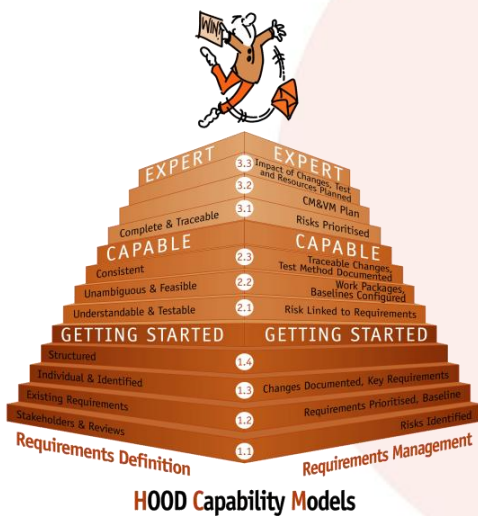 WIN!
EXPERT
EXPERT
3.3
Impact of Changes, Test
and Resources Planned
3.2
CM&VM Plan
3.1
Complete & Traceable
Risks Prioritised
CAPABLE
CAPABLE
Consistent
2.3
Traceable Changes,
Test Method Documented
Unambiguous & Feasible
2.2
Work Packages,
Baselines Configured
Understandable & Testable
2.1
Risk Linked to Requirements
GETTING STARTED
GETTING STARTED
Structured
1.4
Individual & Identified
1.3
Changes Documented, Key Requirements
Existing Requirements
1.2
Requirements Prioritised, Baseline
Stakeholders & Reviews
1.1
Risks Identified
Requirements Definition
Requirements Management
HOOD Capability Models